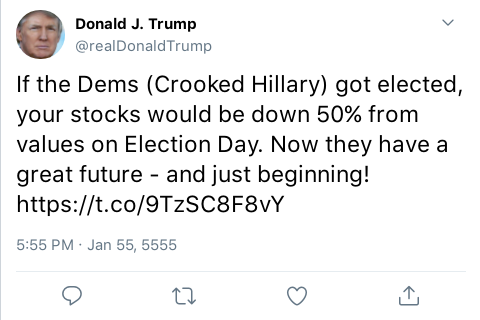 Donald J. Trump
@realDonaldTrump
If the Dems (Crooked Hillary) got elected,
your stocks would be down 50% from
values on Election Day. Now they have a
great future - and just beginning!
https://t.co/9TzSC8F8vY
5:55 PM · Jan 55, 5555